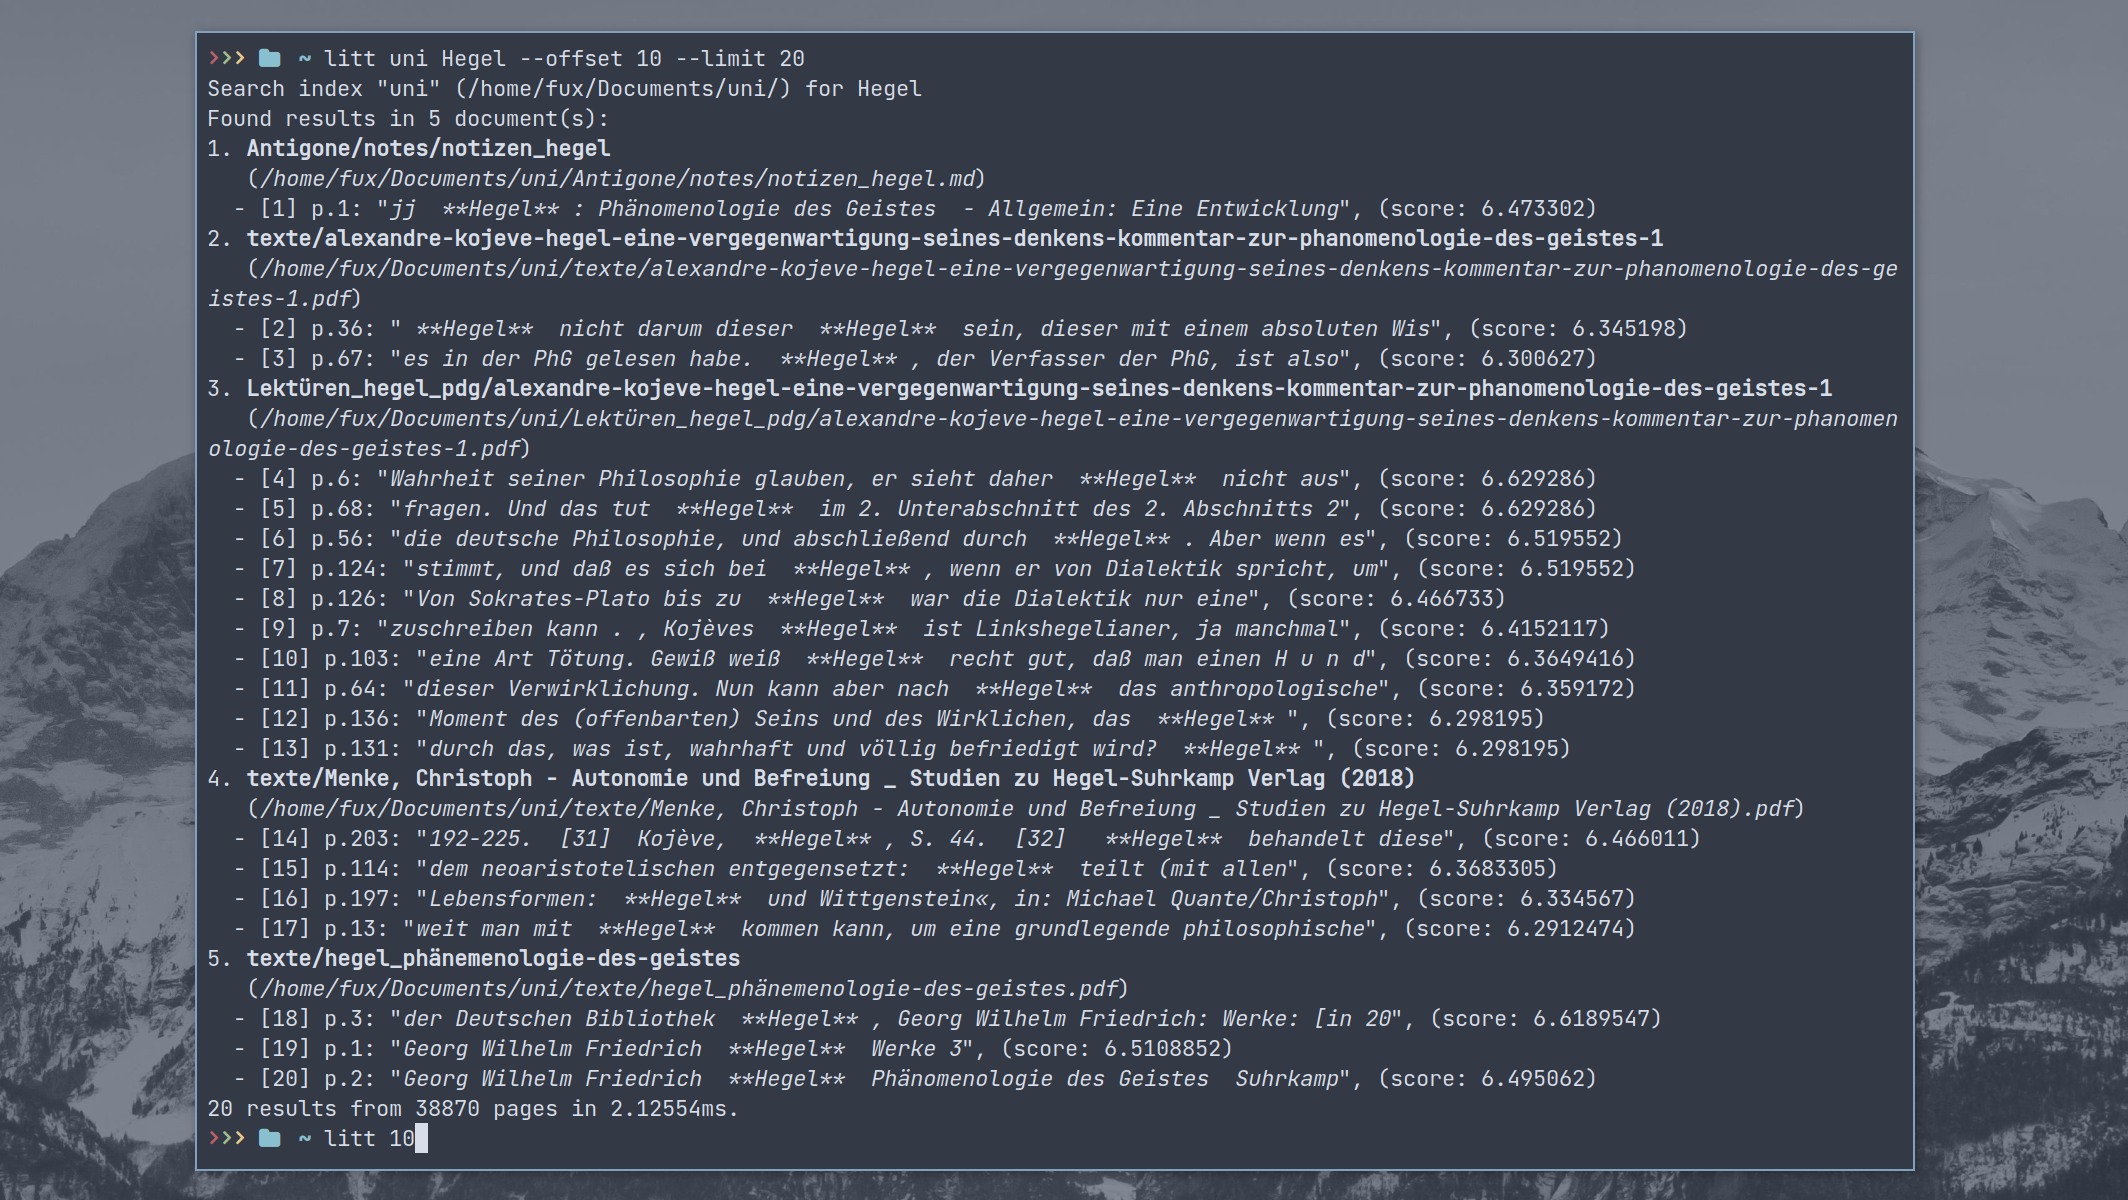 >>> ~ litt uni Hegel --offset 10 --limit 20
Search index "uni" (/home/fux/Documents/uni/) for Hegel
Found results in 5 document(s):
1. Antigone/notes/notizen_hegel
(/home/fux/Documents/uni/Antigone/notes/notizen_hegel.md)
- [1] p.1: "jj  **Hegel** : Phänomenologie des Geistes  - Allgemein: Eine Entwicklung", (score: 6.473302)
2. texte/alexandre-kojeve-hegel-eine-vergegenwartigung-seines-denkens-kommentar-zur-phanomenologie-des-geistes-1
(/home/fux/Documents/uni/texte/alexandre-kojeve-hegel-eine-vergegenwartigung-seines-denkens-kommentar-zur-phanomenologie-des-ge
istes-1.pdf)
- [2] p.36: " **Hegel**  nicht darum dieser  **Hegel**  sein, dieser mit einem absoluten Wis", (score: 6.345198)
- [3] p.67: "es in der PhG gelesen habe.  **Hegel** , der Verfasser der PhG, ist also", (score: 6.300627)
3. Lektüren_hegel_pdg/alexandre-kojeve-hegel-eine-vergegenwartigung-seines-denkens-kommentar-zur-phanomenologie-des-geistes-1
(/home/fux/Documents/uni/Lektüren_hegel_pdg/alexandre-kojeve-hegel-eine-vergegenwartigung-seines-denkens-kommentar-zur-phanomen
ologie-des-geistes-1.pdf)
- [4] p.6: "Wahrheit seiner Philosophie glauben, er sieht daher  **Hegel**  nicht aus", (score: 6.629286)
- [5] p.68: "fragen. Und das tut  **Hegel**  im 2. Unterabschnitt des 2. Abschnitts 2", (score: 6.629286)
- [6] p.56: "die deutsche Philosophie, und abschließend durch  **Hegel** . Aber wenn es", (score: 6.519552)
- [7] p.124: "stimmt, und daß es sich bei  **Hegel** , wenn er von Dialektik spricht, um", (score: 6.519552)
- [8] p.126: "Von Sokrates-Plato bis zu  **Hegel**  war die Dialektik nur eine", (score: 6.466733)
- [9] p.7: "zuschreiben kann . , Kojèves  **Hegel**  ist Linkshegelianer, ja manchmal", (score: 6.4152117)
- [10] p.103: "eine Art Tötung. Gewiß weiß  **Hegel**  recht gut, daß man einen H u n d", (score: 6.3649416)
- [11] p.64: "dieser Verwirklichung. Nun kann aber nach  **Hegel**  das anthropologische", (score: 6.359172)
- [12] p.136: "Moment des (offenbarten) Seins und des Wirklichen, das  **Hegel** ", (score: 6.298195)
- [13] p.131: "durch das, was ist, wahrhaft und völlig befriedigt wird?  **Hegel** ", (score: 6.298195)
4. texte/Menke, Christoph - Autonomie und Befreiung _ Studien zu Hegel-Suhrkamp Verlag (2018)
(/home/fux/Documents/uni/texte/Menke, Christoph - Autonomie und Befreiung _ Studien zu Hegel-Suhrkamp Verlag (2018).pdf)
- [14] p.203: "192-225.  [31]  Kojève,  **Hegel** , S. 44.  [32]   **Hegel**  behandelt diese", (score: 6.466011)
- [15] p.114: "dem neoaristotelischen entgegensetzt:  **Hegel**  teilt (mit allen", (score: 6.3683305)
- [16] p.197: "Lebensformen:  **Hegel**  und Wittgenstein«, in: Michael Quante/Christoph", (score: 6.334567)
- [17] p.13: "weit man mit  **Hegel**  kommen kann, um eine grundlegende philosophische", (score: 6.2912474)
5. texte/hegel_phänemenologie-des-geistes
(/home/fux/Documents/uni/texte/hegel_phänemenologie-des-geistes.pdf)
- [18] p.3: "der Deutschen Bibliothek  **Hegel** , Georg Wilhelm Friedrich: Werke: [in 20", (score: 6.6189547)
- [19] p.1: "Georg Wilhelm Friedrich  **Hegel**  Werke 3", (score: 6.5108852)
- [20] p.2: "Georg Wilhelm Friedrich  **Hegel**  Phänomenologie des Geistes  Suhrkamp", (score: 6.495062)
20 results from 38870 pages in 2.12554ms.
>>> ~ litt 10